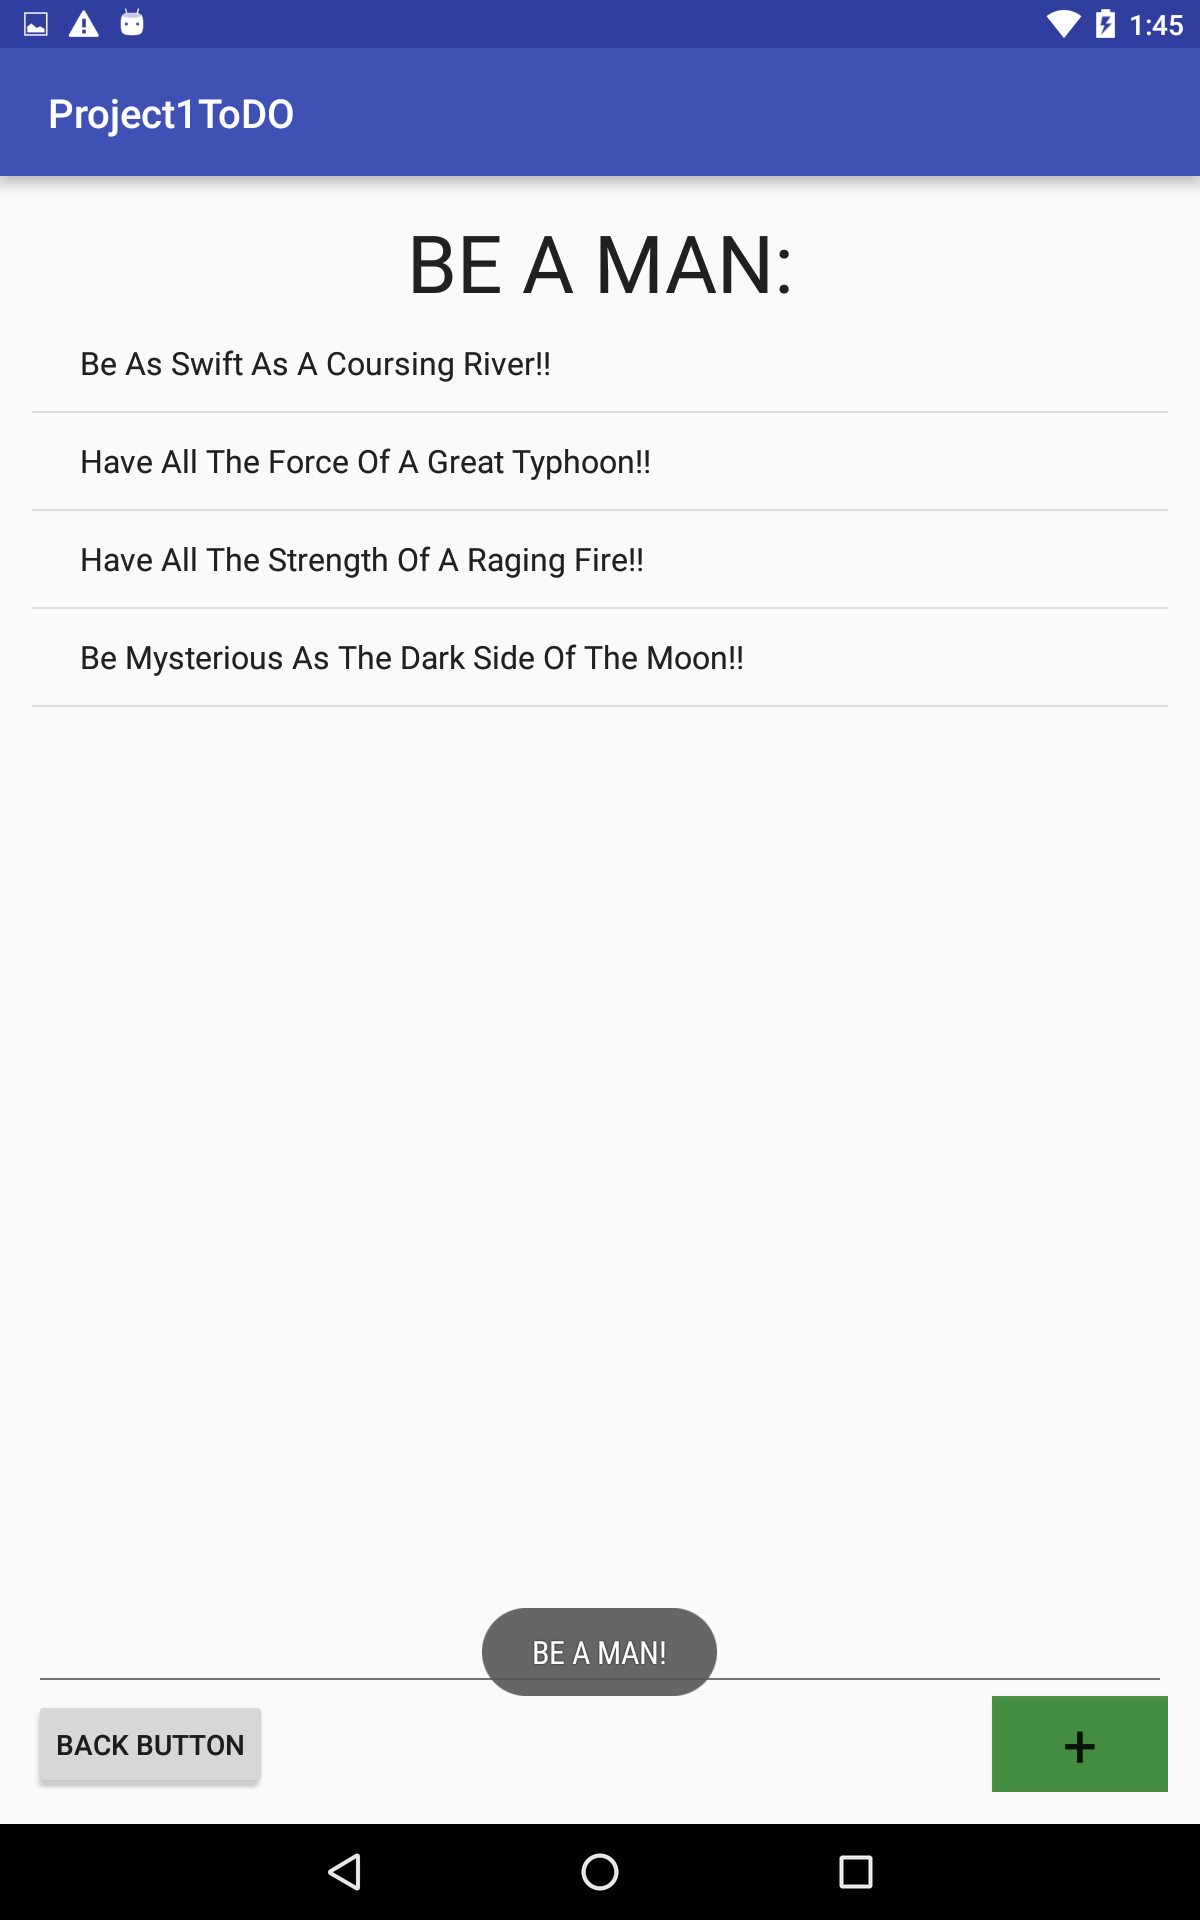 1:45
Project1ToDO
BE A MAN:
Be As Swift As A Coursing River!!
Have All The Force Of A Great Typhoon!!
Have All The Strength Of A Raging Fire!!
Be Mysterious As The Dark Side Of The Moon!!
BE A MAN!
BACK BUTTON
+